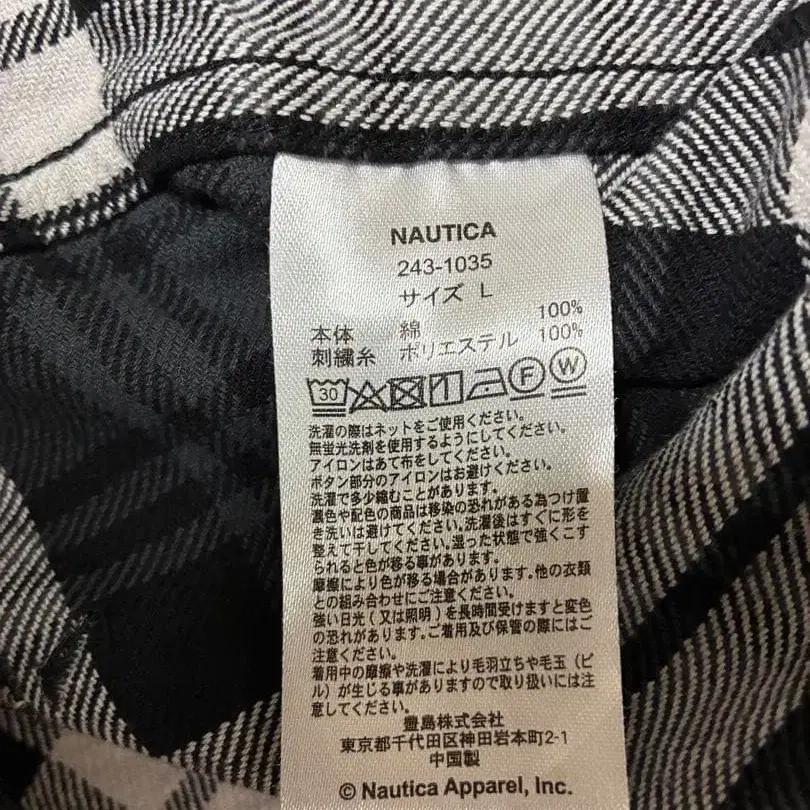 NAUTICA
243-1035
サイズ L
本体 綿 100%
刺繍糸 ポリエステル 100%
30 F W
洗濯の際はネットをご使用ください。
無蛍光洗剤を使用するようにしてください。
アイロンはあて布をしてください。
ボタン部分のアイロンはお避けください。
洗濯で多少縮むことがあります。
濃色や配色の商品は移染の恐れがある為つけ置
き洗いは避けてください。洗濯後はすぐに形を
整えて干してください。湿った状態で強くこす
られると色が移る事があります。
摩擦により色が移る場合があります。他の衣類
との組み合わせにご注意ください。
強い日光(又は照明)を長時間受けますと変色
の恐れがあります。ご着用及び保管の際にはご
注意ください。
着用中の摩擦や洗濯により毛羽立ちや毛玉(ピ
ル)が生じる事がありますので取り扱いには注
意してください。
豊島株式会社
東京都千代田区神田岩本町2-1
中国製
© Nautica Apparel, Inc.